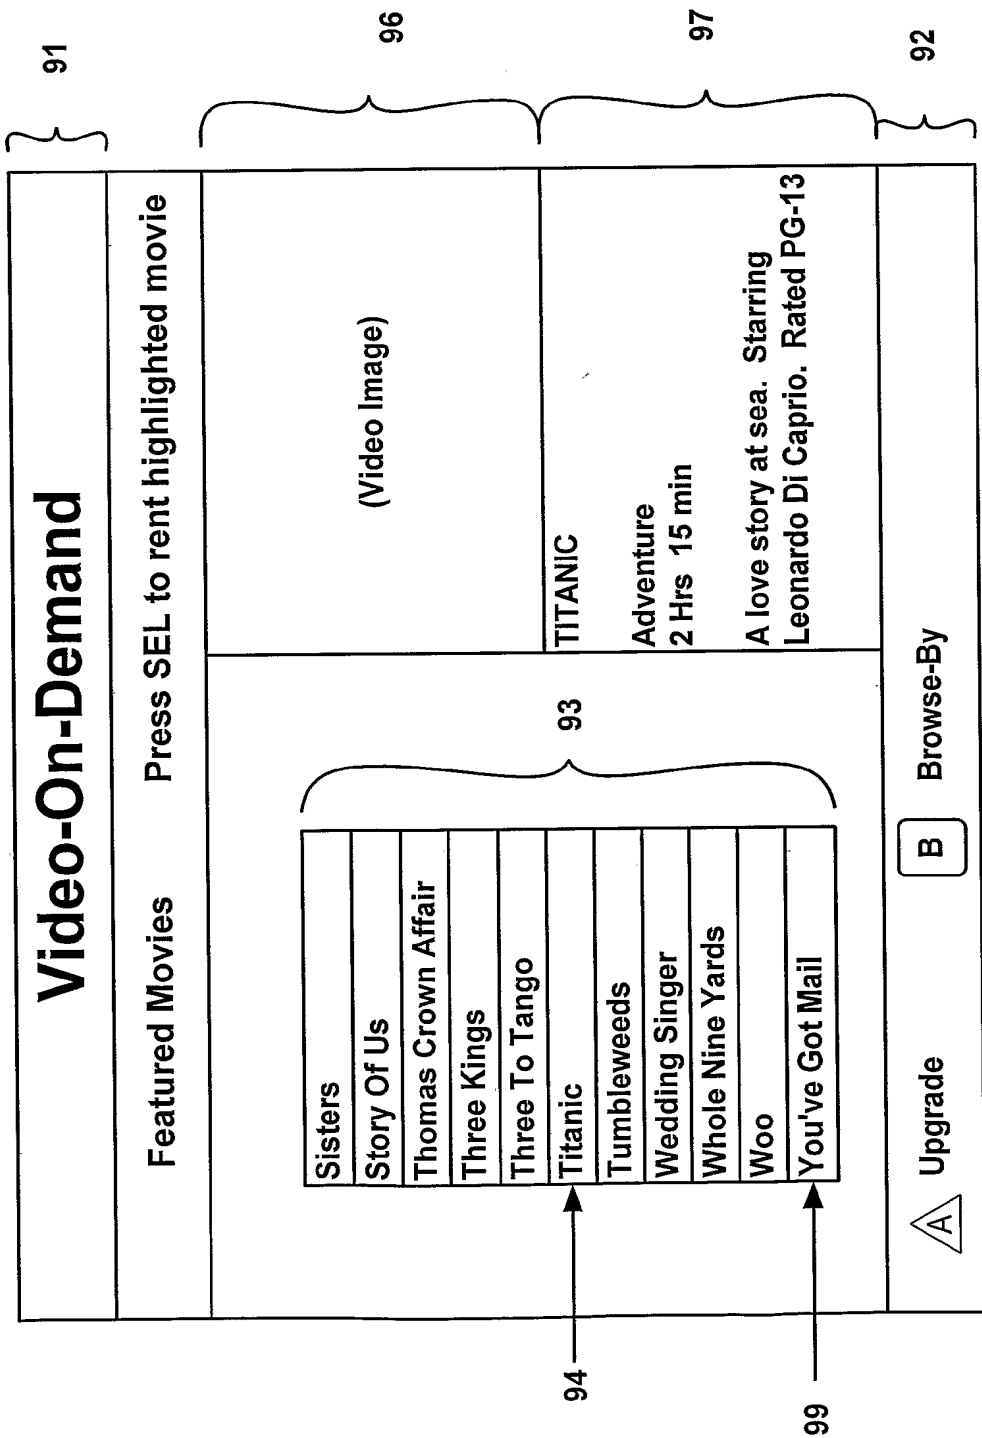 Video-On-Demand
91
Featured Movies Press SEL to rent highlighted movie
Sisters
Story Of Us
Thomas Crown Affair
Three Kings
Three To Tango
Titanic
Tumbleweeds
Wedding Singer
Whole Nine Yards
Woo
You've Got Mail
93
94
99
(Video Image)
96
TITANIC
Adventure
2 Hrs 15 min
A love story at sea. Starring
Leonardo Di Caprio. Rated PG-13
97
A Upgrade B Browse-By
92